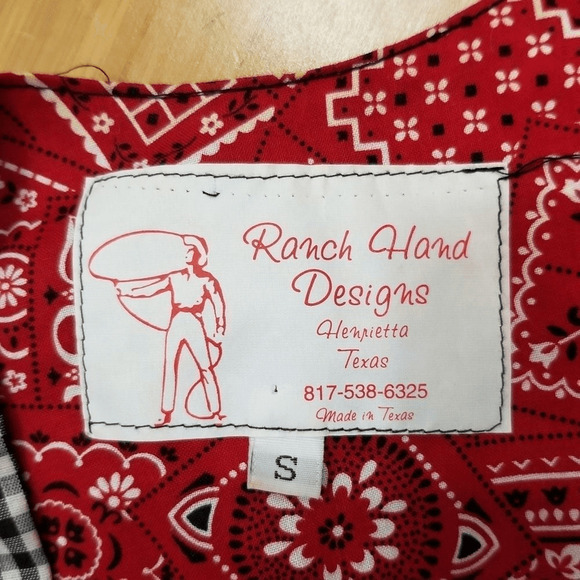 Ranch Hand
Designs
Henrietta
Texas
817-538-6325
Made in Texas
S